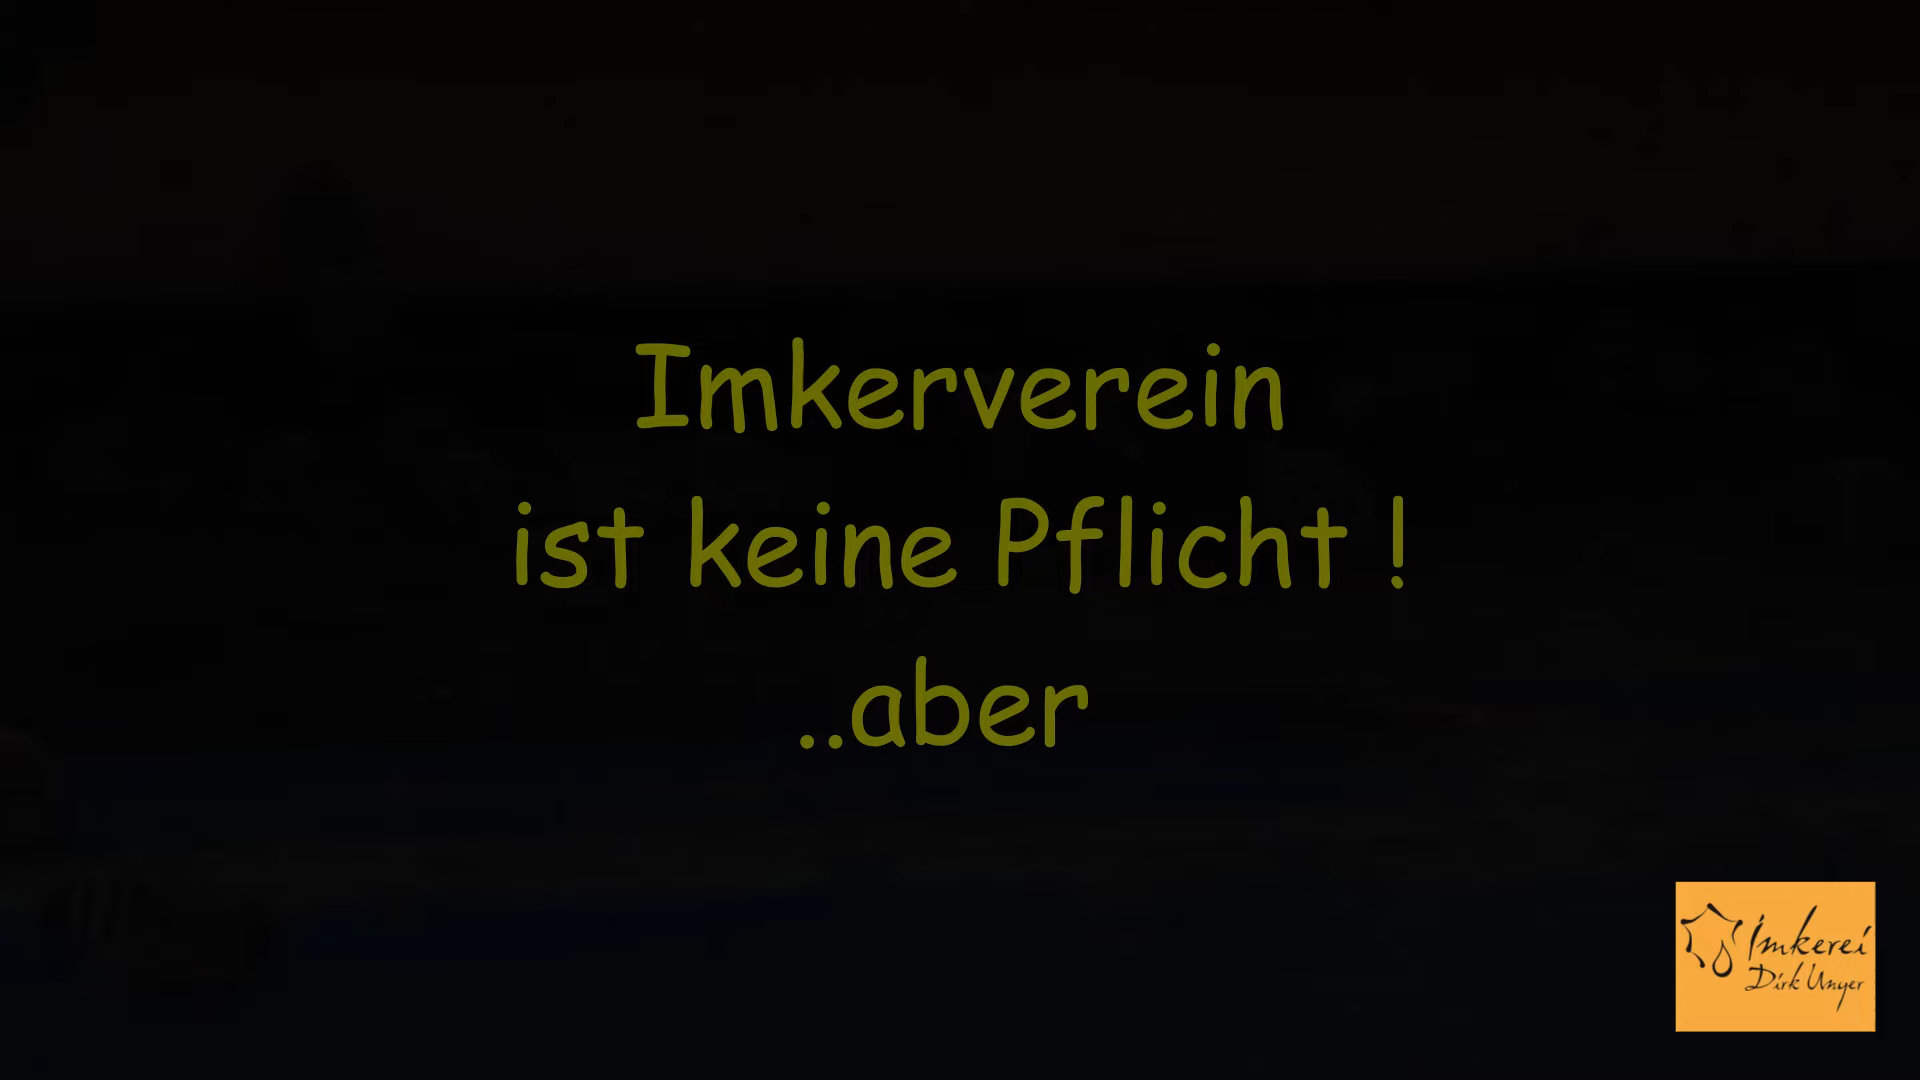 Imkerverein
ist keine Pflicht !
..aber
Imkerei
Dirk Unger